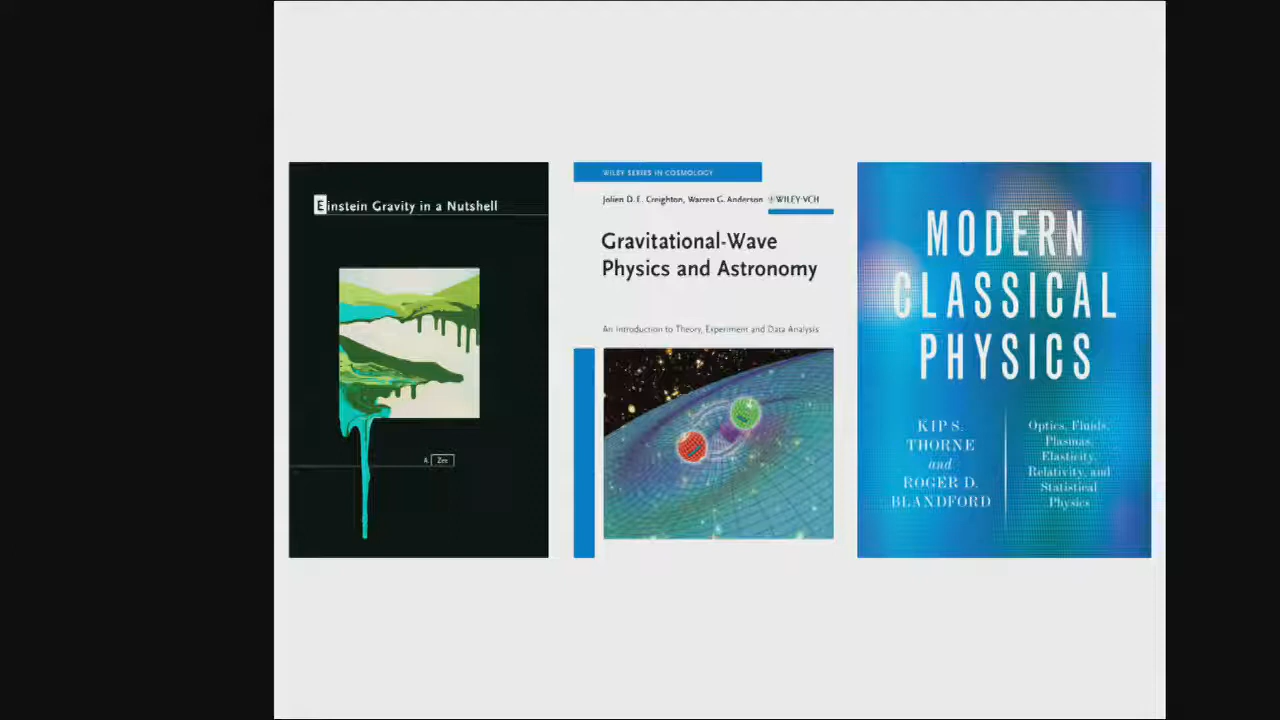 Einstein Gravity in a Nutshell
A. Zee
WILEY SERIES IN COSMOLOGY
Jolien D. E. Creighton, Warren G. Anderson
WILEY-VCH
Gravitational-Wave
Physics and Astronomy
An Introduction to Theory, Experiment and Data Analysis
MODERN
CLASSICAL
PHYSICS
KIP S.
THORNE
and
ROGER D.
BLANDFORD
Optics, Fluids,
Plasmas,
Elasticity,
Relativity, and
Statistical
Physics